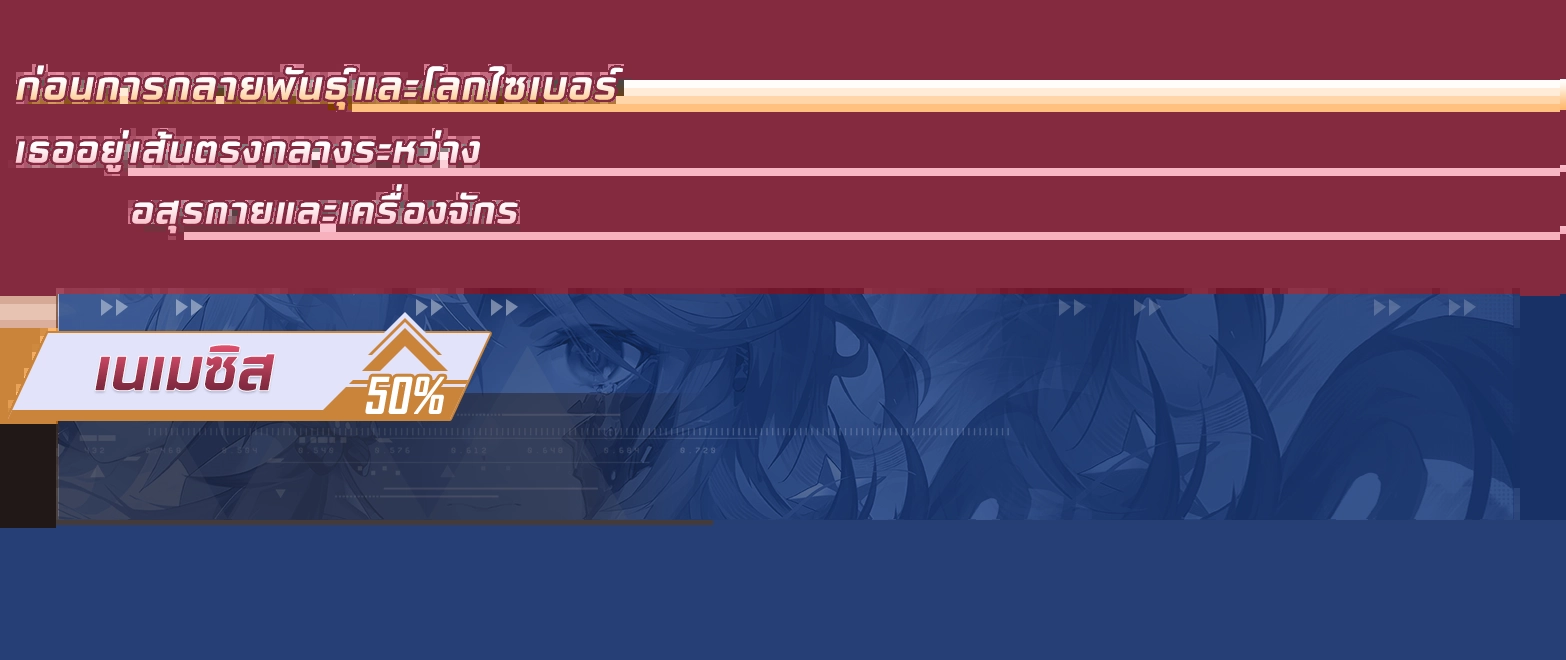 ก่อนการกลายพันธุ์และโลกไซเบอร์
เธออยู่เส้นตรงกลางระหว่าง
อสุรกายและเครื่องจักร
เนเมซิส
50%